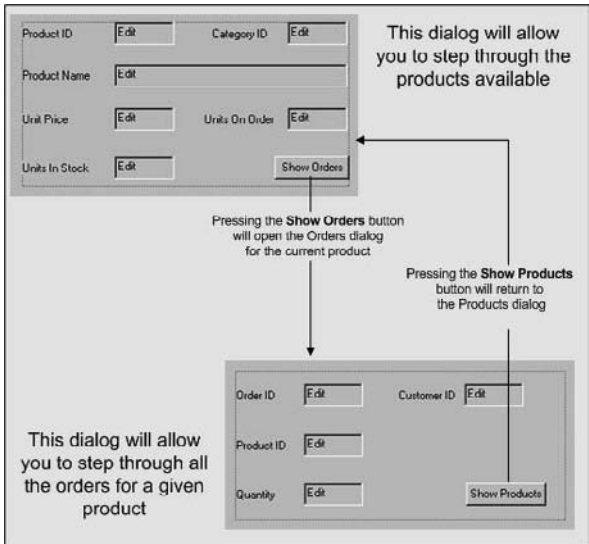 Product ID Edit Category ID Edit
Product Name Edit
Unit Price Edit Units On Order Edit
Units In Stock Edit Show Orders
This dialog will allow
you to step through the
products available
Pressing the Show Orders button
will open the Orders dialog
for the current product
Pressing the Show Products
button will return to
the Products dialog
This dialog will allow
you to step through all
the orders for a given
product
Order ID Edit Customer ID Edit
Product ID Edit
Quantity Edit Show Products